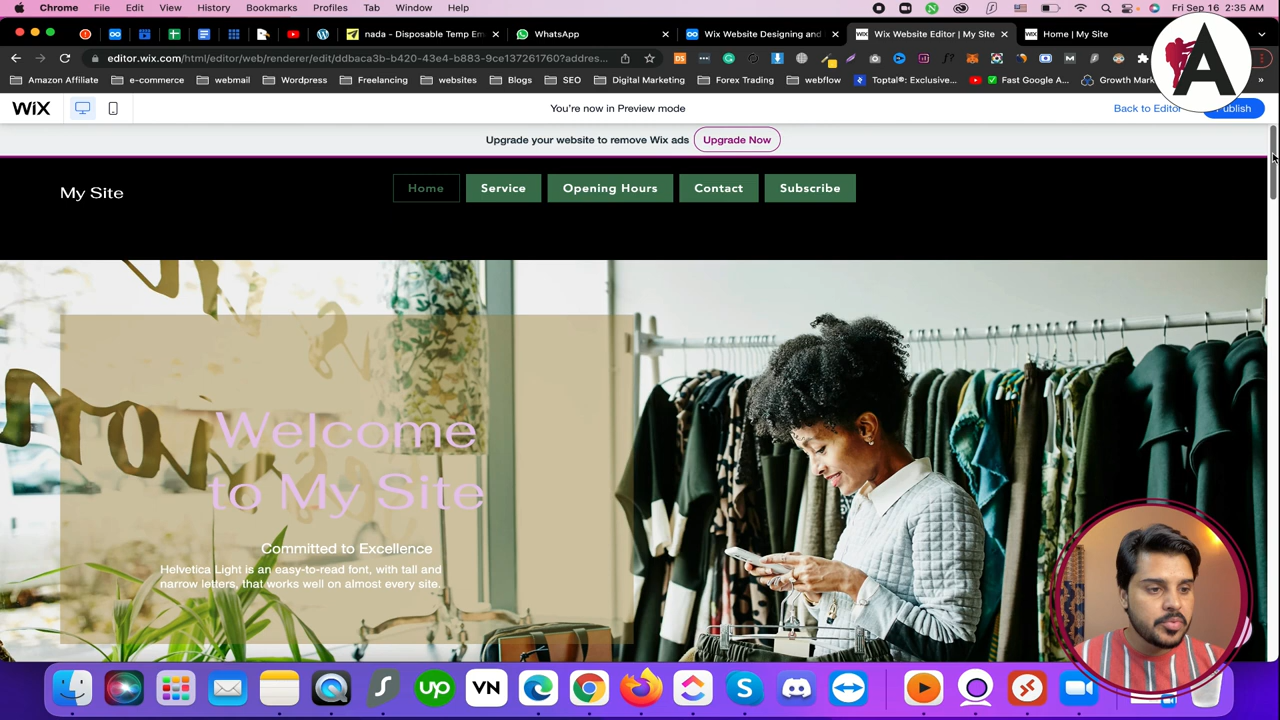 Chrome File Edit View History Bookmarks Profiles Tab Window Help
Fri Sep 16 2:35 AM
nada - Disposable Temp Em
WhatsApp
Wix Website Designing and
Wix Website Editor | My Site
Home | My Site
editor.wix.com/html/editor/web/renderer/edit/ddbaca3b-b420-43e4-b883-9ce137261760?addres...
Amazon Affiliate e-commerce webmail Wordpress Freelancing websites Blogs SEO Digital Marketing Forex Trading webflow Toptal®: Exclusive... Fast Google A... Growth Mark
WiX
You're now in Preview mode
Back to Editor
Publish
Upgrade your website to remove Wix ads Upgrade Now
My Site
Home Service Opening Hours Contact Subscribe
Welcome
to My Site
Committed to Excellence
Helvetica Light is an easy-to-read font, with tall and
narrow letters, that works well on almost every site.
up VN